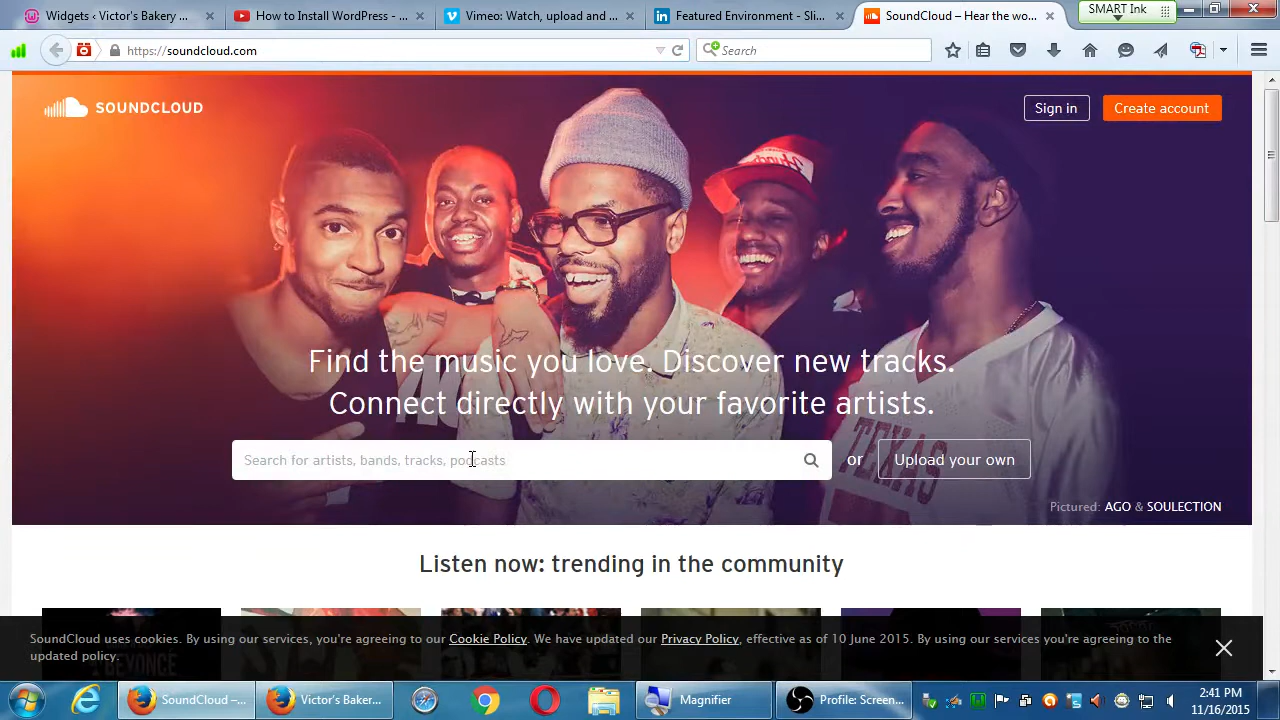 Widgets ‹ Victor's Bakery ...
How to Install WordPress - ...
Vimeo: Watch, upload and ...
Featured Environment - Sli...
SoundCloud – Hear the wo...
SMART Ink
https://soundcloud.com
Search
SOUNDCLOUD
Sign in
Create account
TEXAS
Find the music you love. Discover new tracks.
Connect directly with your favorite artists.
Search for artists, bands, tracks, podcasts
or
Upload your own
Pictured: AGO & SOULECTION
Listen now: trending in the community
BEYONCE
SoundCloud uses cookies. By using our services, you're agreeing to our Cookie Policy. We have updated our Privacy Policy, effective as of 10 June 2015. By using our services you're agreeing to the
updated policy.
SoundCloud –...
Victor's Baker...
Magnifier
Profile: Screen...
2:41 PM
11/16/2015